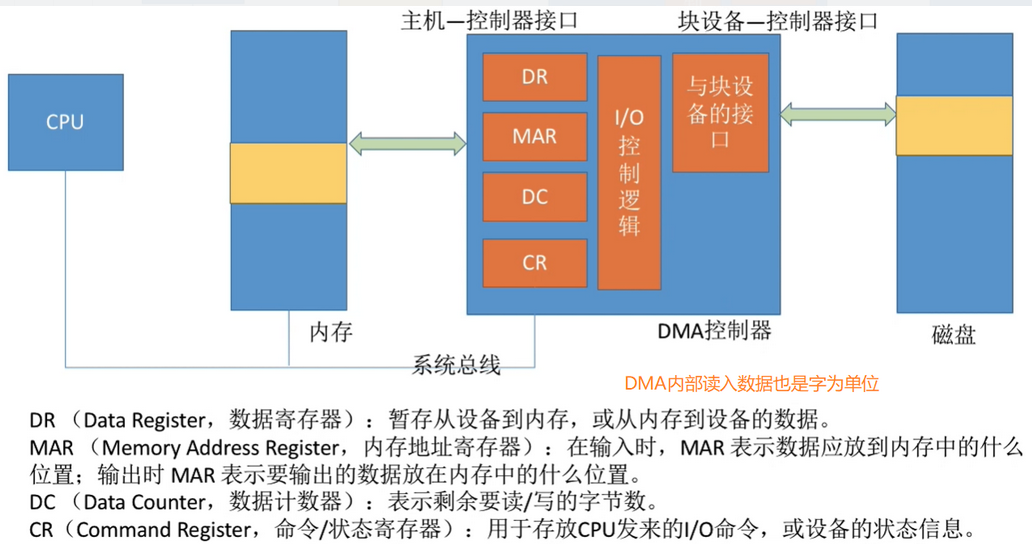 主机—控制器接口
块设备—控制器接口
CPU
DR
MAR
DC
CR
I/O
控
制
逻
辑
与块设
备的接
口
内存
DMA控制器
磁盘
系统总线
DMA内部读入数据也是字为单位
DR （Data Register，数据寄存器）：暂存从设备到内存，或从内存到设备的数据。
MAR （Memory Address Register，内存地址寄存器）：在输入时，MAR 表示数据应放到内存中的什么
位置；输出时 MAR 表示要输出的数据放在内存中的什么位置。
DC （Data Counter，数据计数器）：表示剩余要读/写的字节数。
CR（Command Register，命令/状态寄存器）：用于存放CPU发来的I/O命令，或设备的状态信息。